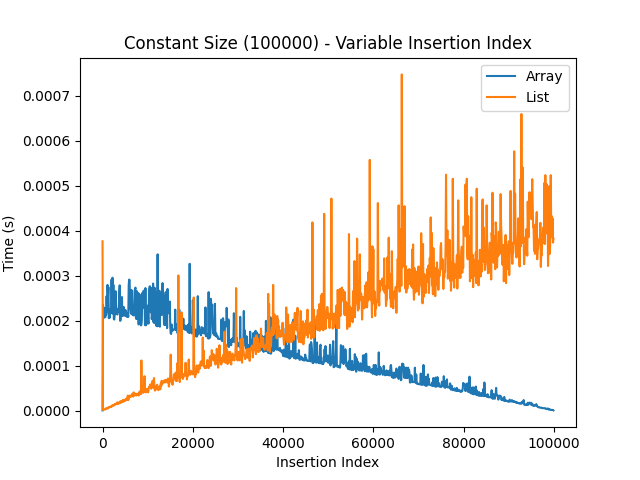 Constant Size (100000) - Variable Insertion Index
Array
List
0.0007
0.0006
0.0005
0.0004
0.0003
0.0002
0.0001
0.0000
Time (s)
0
20000
40000
60000
80000
100000
Insertion Index